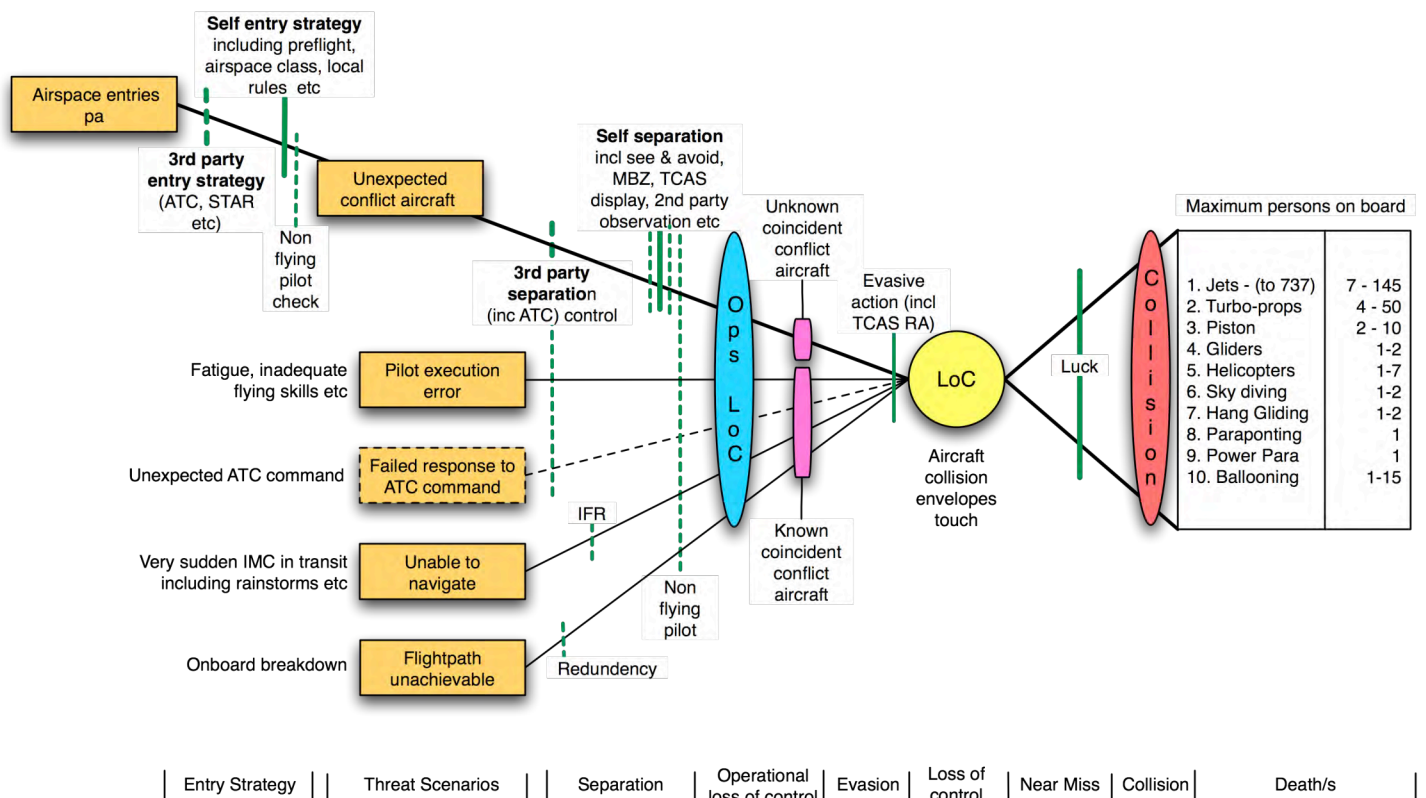 Self entry strategy
including preflight,
airspace class, local
rules etc
Airspace entries
pa
3rd party
entry strategy
(ATC, STAR
etc)
Non
flying
pilot
check
Unexpected
conflict aircraft
Self separation
incl see & avoid,
MBZ, TCAS
display, 2nd party
observation etc
3rd party
separation
(inc ATC) control
Unknown
coincident
conflict
aircraft
Evasive
action (incl
TCAS RA)
Ops LoC
Fatigue, inadequate
flying skills etc
Pilot execution
error
Unexpected ATC command
Failed response to
ATC command
IFR
Very sudden IMC in transit
including rainstorms etc
Unable to
navigate
Non
flying
pilot
Onboard breakdown
Flightpath
unachievable
Redundency
Known
coincident
conflict
aircraft
LoC
Aircraft
collision
envelopes
touch
Luck
Collision
Maximum persons on board
1. Jets - (to 737) 7 - 145
2. Turbo-props 4 - 50
3. Piston 2 - 10
4. Gliders 1-2
5. Helicopters 1-7
6. Sky diving 1-2
7. Hang Gliding 1-2
8. Paraponting 1
9. Power Para 1
10. Ballooning 1-15
Entry Strategy
Threat Scenarios
Separation
Operational
loss of control
Evasion
Loss of
control
Near Miss
Collision
Death/s